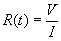 R(t) = V/I